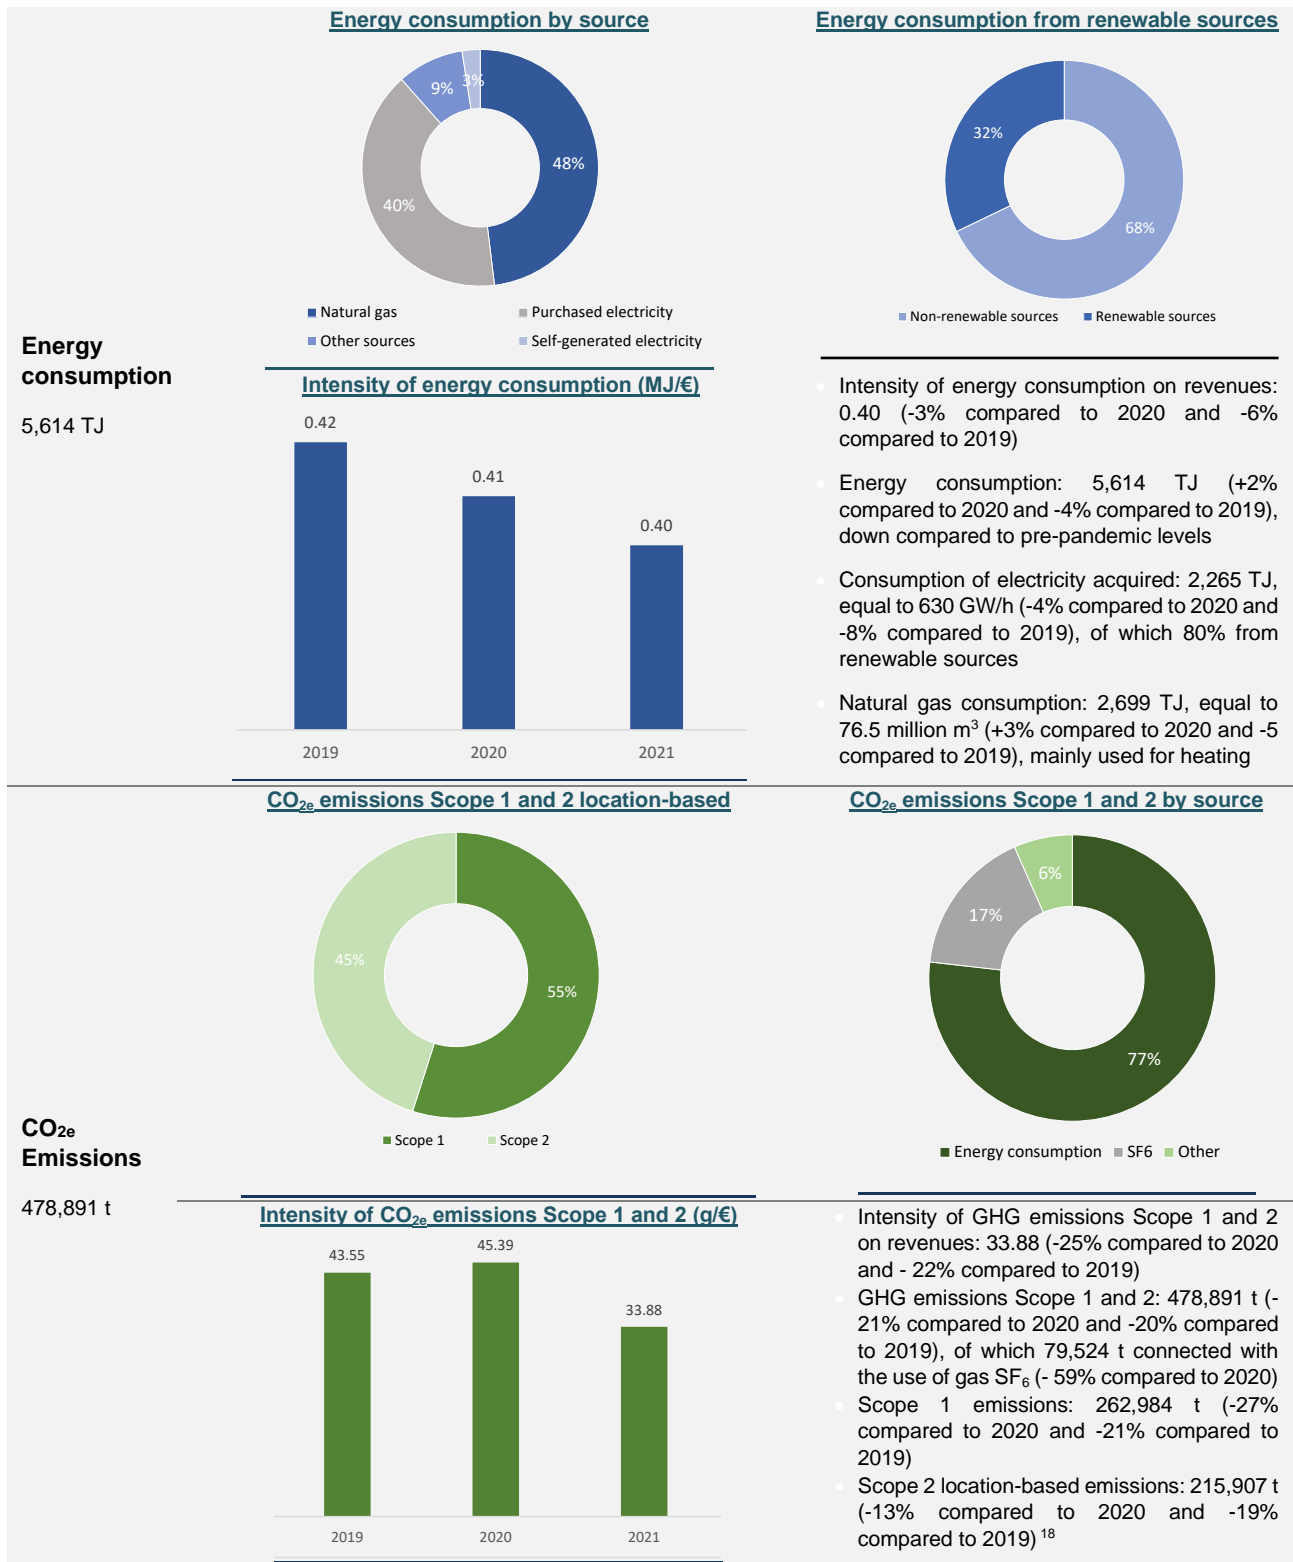 Energy consumption by source
3%
9%
48%
40%
Natural gas
Purchased electricity
Other sources
Self-generated electricity
Energy consumption from renewable sources
32%
68%
Non-renewable sources
Renewable sources
Energy
consumption
5,614 TJ
Intensity of energy consumption (MJ/€)
0.42
0.41
0.40
2019
2020
2021
Intensity of energy consumption on revenues:
0.40 (-3% compared to 2020 and -6%
compared to 2019)
Energy consumption: 5,614 TJ (+2%
compared to 2020 and -4% compared to 2019),
down compared to pre-pandemic levels
Consumption of electricity acquired: 2,265 TJ,
equal to 630 GW/h (-4% compared to 2020 and
-8% compared to 2019), of which 80% from
renewable sources
Natural gas consumption: 2,699 TJ, equal to
76.5 million m³ (+3% compared to 2020 and -5
compared to 2019), mainly used for heating
CO2e emissions Scope 1 and 2 location-based
45%
55%
Scope 1
Scope 2
CO2e emissions Scope 1 and 2 by source
6%
17%
77%
Energy consumption
SF6
Other
CO2e
Emissions
478,891 t
Intensity of CO2e emissions Scope 1 and 2 (g/€)
43.55
45.39
33.88
2019
2020
2021
Intensity of GHG emissions Scope 1 and 2
on revenues: 33.88 (-25% compared to 2020
and - 22% compared to 2019)
GHG emissions Scope 1 and 2: 478,891 t (-
21% compared to 2020 and -20% compared
to 2019), of which 79,524 t connected with
the use of gas SF₆ (- 59% compared to 2020)
Scope 1 emissions: 262,984 t (-27%
compared to 2020 and -21% compared to
2019)
Scope 2 location-based emissions: 215,907 t
(-13% compared to 2020 and -19%
compared to 2019) 18